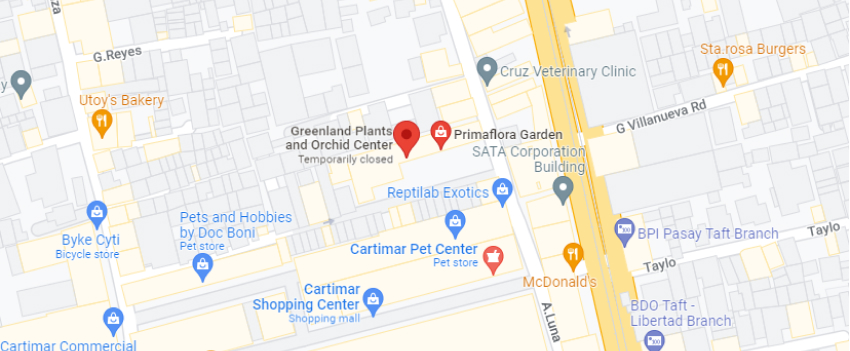 za
G.Reyes
y
Utoy's Bakery
Greenland Plants
and Orchid Center
Temporarily closed
Primaflora Garden
Cruz Veterinary Clinic
Sta.rosa Burgers
G Villanueva Rd
SATA Corporation
Building
Reptilab Exotics
Byke Cyti
Bicycle store
Pets and Hobbies
by Doc Boni
Pet store
Cartimar Pet Center
Pet store
BPI Pasay Taft Branch
Taylo
Taylo
McDonald's
Cartimar
Shopping Center
Shopping mall
A.Luna
BDO Taft -
Libertad Branch
Cartimar Commercial